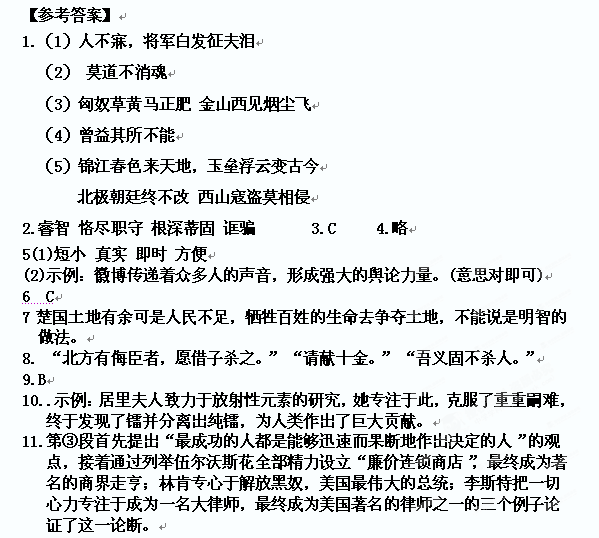 【参考答案】
1.（1）人不寐，将军白发征夫泪
（2） 莫道不消魂
（3）匈奴草黄马正肥 金山西见烟尘飞
（4）曾益其所不能
（5）锦江春色来天地，玉垒浮云变古今
北极朝廷终不改 西山寇盗莫相侵
2.睿智 恪尽职守 根深蒂固 诓骗 3.C 4.略
5(1)短小 真实 即时 方便
(2)示例：徽博传递着众多人的声音，形成强大的舆论力量。(意思对即可)
6 C
7 楚国土地有余可是人民不足，牺牲百姓的生命去争夺土地，不能说是明智的
做法。
8. “北方有侮臣者，愿借子杀之。” “请献十金。” “吾义固不杀人。”
9.B
10..示例：居里夫人致力于放射性元素的研究，她专注于此，克服了重重嗣难，
终于发现了镭并分离出纯镭，为人类作出了巨大贡献。
11.第③段首先提出“最成功的人都是能够迅速而果断地作出决定的人 ”的观
点，接着通过列举伍尔沃斯花全部精力设立“廉价连锁商店 ”，最终成为著
名的商界走亨；林肯专心于解放黑奴，美国最伟大的总统；李斯特把一切
心力专注于成为一名大律师，最终成为美国著名的律师之一的三个例子论
证了这一论断。